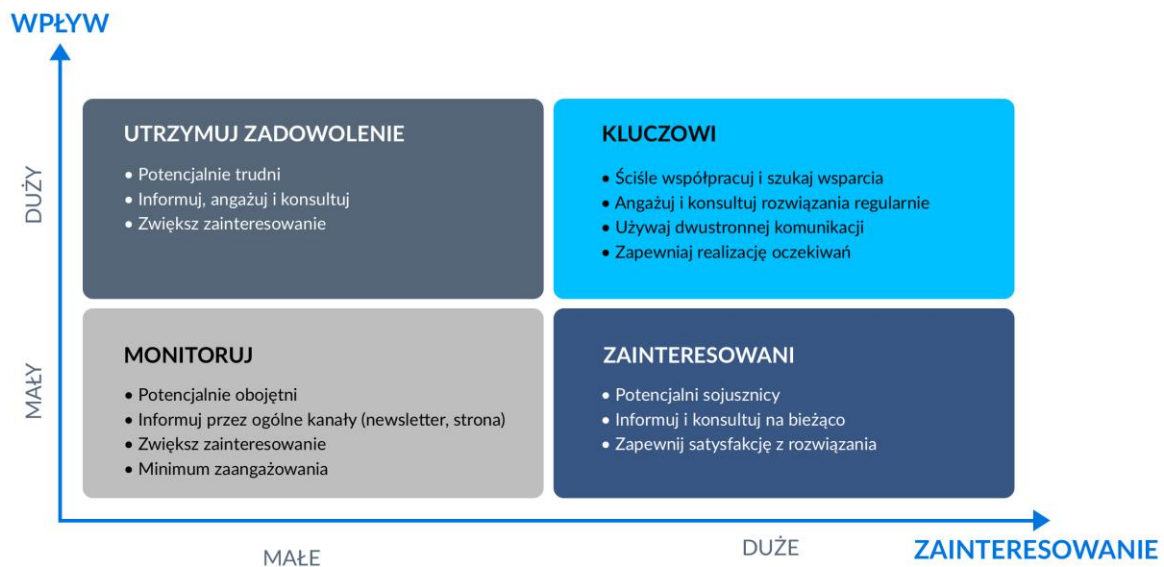 WPŁYW
DUŻY
UTRZYMUJ ZADOWOLENIE
• Potencjalnie trudni
• Informuj, angażuj i konsultuj
• Zwiększ zainteresowanie
KLUCZOWI
• Ściśle współpracuj i szukaj wsparcia
• Angażuj i konsultuj rozwiązania regularnie
• Używaj dwustronnej komunikacji
• Zapewniaj realizację oczekiwań
MAŁY
MONITORUJ
• Potencjalnie obojętni
• Informuj przez ogólne kanały (newsletter, strona)
• Zwiększ zainteresowanie
• Minimum zaangażowania
ZAINTERESOWANI
• Potencjalni sojusznicy
• Informuj i konsultuj na bieżąco
• Zapewnij satysfakcję z rozwiązania
MAŁE
DUŻE
ZAINTERESOWANIE